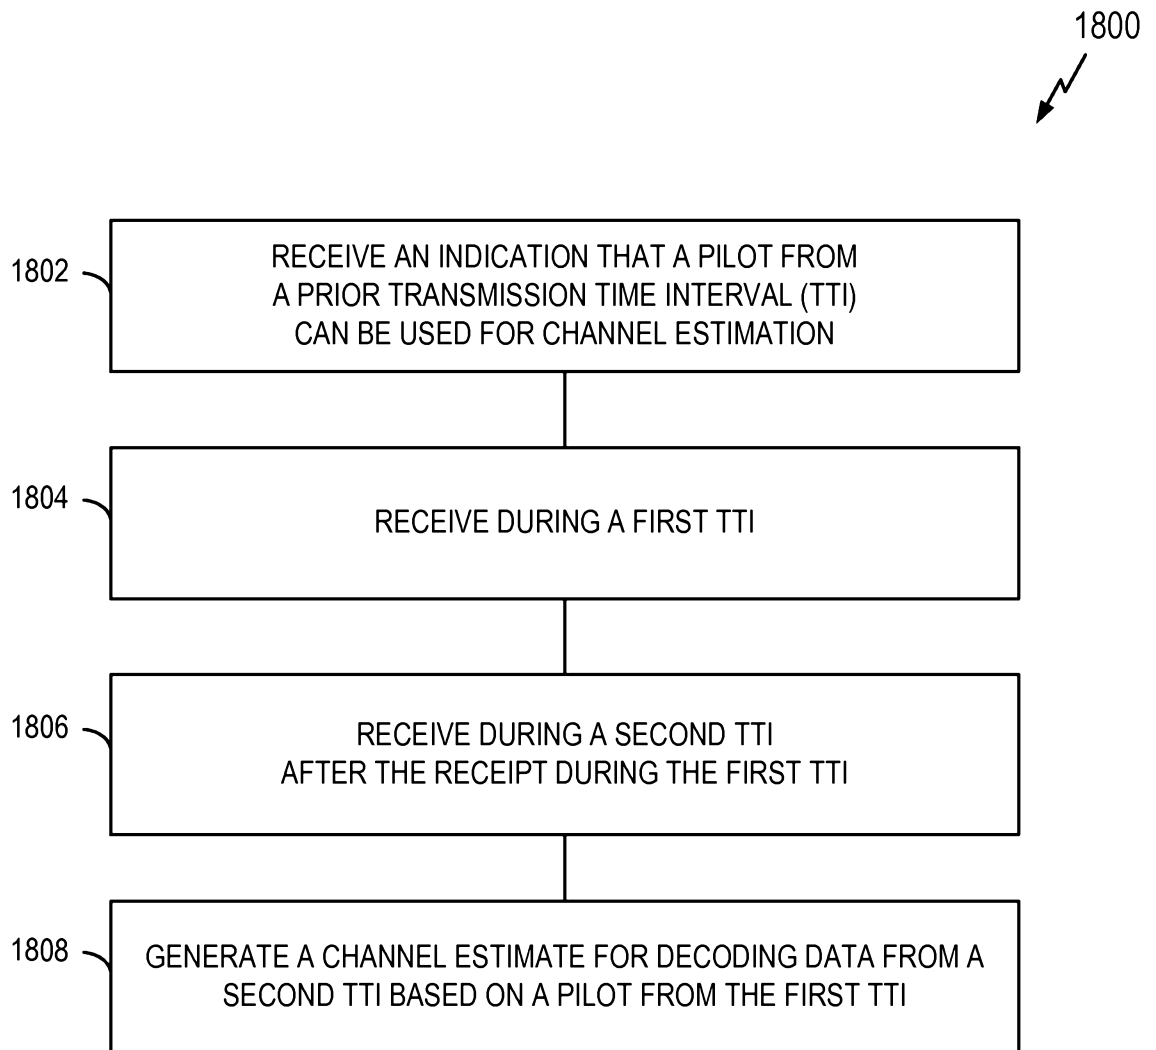 1800
1802
RECEIVE AN INDICATION THAT A PILOT FROM
A PRIOR TRANSMISSION TIME INTERVAL (TTI)
CAN BE USED FOR CHANNEL ESTIMATION
1804
RECEIVE DURING A FIRST TTI
1806
RECEIVE DURING A SECOND TTI
AFTER THE RECEIPT DURING THE FIRST TTI
1808
GENERATE A CHANNEL ESTIMATE FOR DECODING DATA FROM A
SECOND TTI BASED ON A PILOT FROM THE FIRST TTI